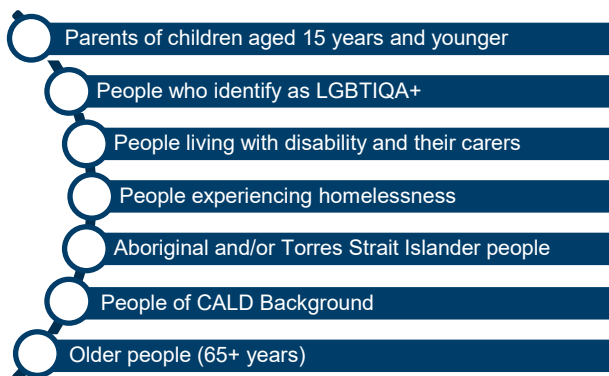 Parents of children aged 15 years and younger
People who identify as LGBTIQA+
People living with disability and their carers
People experiencing homelessness
Aboriginal and/or Torres Strait Islander people
People of CALD Background
Older people (65+ years)